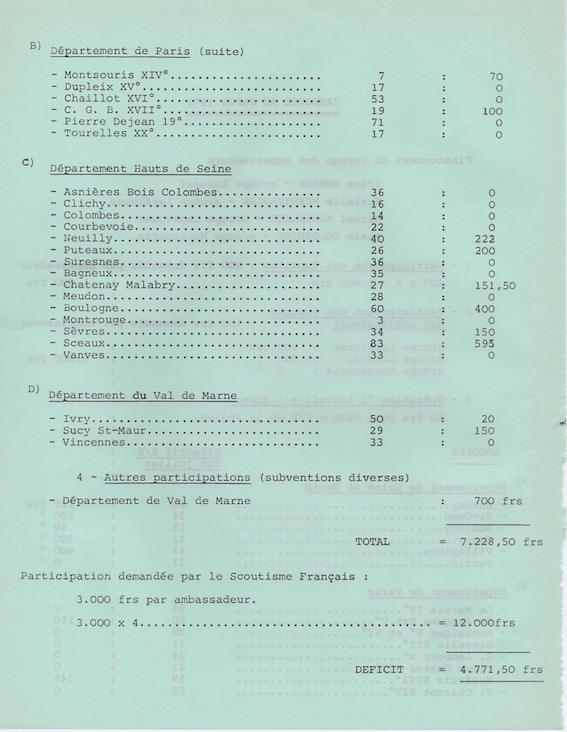 B) Département de Paris (suite)
- Montsouris XIV°...................... 7 : 70
- Dupleix XV°.......................... 17 : 0
- Chaillot XVI°........................ 53 : 0
- C. G. B. XVII°....................... 19 : 100
- Pierre Dejean 19°.................... 71 : 0
- Tourelles XX°........................ 17 : 0
C) Département Hauts de Seine
- Asnières Bois Colombes............... 36 : 0
- Clichy............................... 16 : 0
- Colombes............................. 14 : 0
- Courbevoie........................... 22 : 0
- Neuilly.............................. 40 : 222
- Puteaux.............................. 26 : 200
- Suresnes............................. 36 : 0
- Bagneux.............................. 35 : 0
- Chatenay Malabry..................... 27 : 151,50
- Meudon............................... 28 : 0
- Boulogne............................. 60 : 400
- Montrouge............................ 3 : 0
- Sèvres............................... 34 : 150
- Sceaux............................... 83 : 595
- Vanves............................... 33 : 0
D) Département du Val de Marne
- Ivry................................. 50 : 20
- Sucy St-Maur......................... 29 : 150
- Vincennes............................ 33 : 0
4 - Autres participations (subventions diverses)
- Département de Val de Marne : 700 frs
TOTAL = 7.228,50 frs
Participation demandée par le Scoutisme Français :
3.000 frs par ambassadeur.
3.000 x 4.......................................... = 12.000frs
DEFICIT = 4.771,50 frs